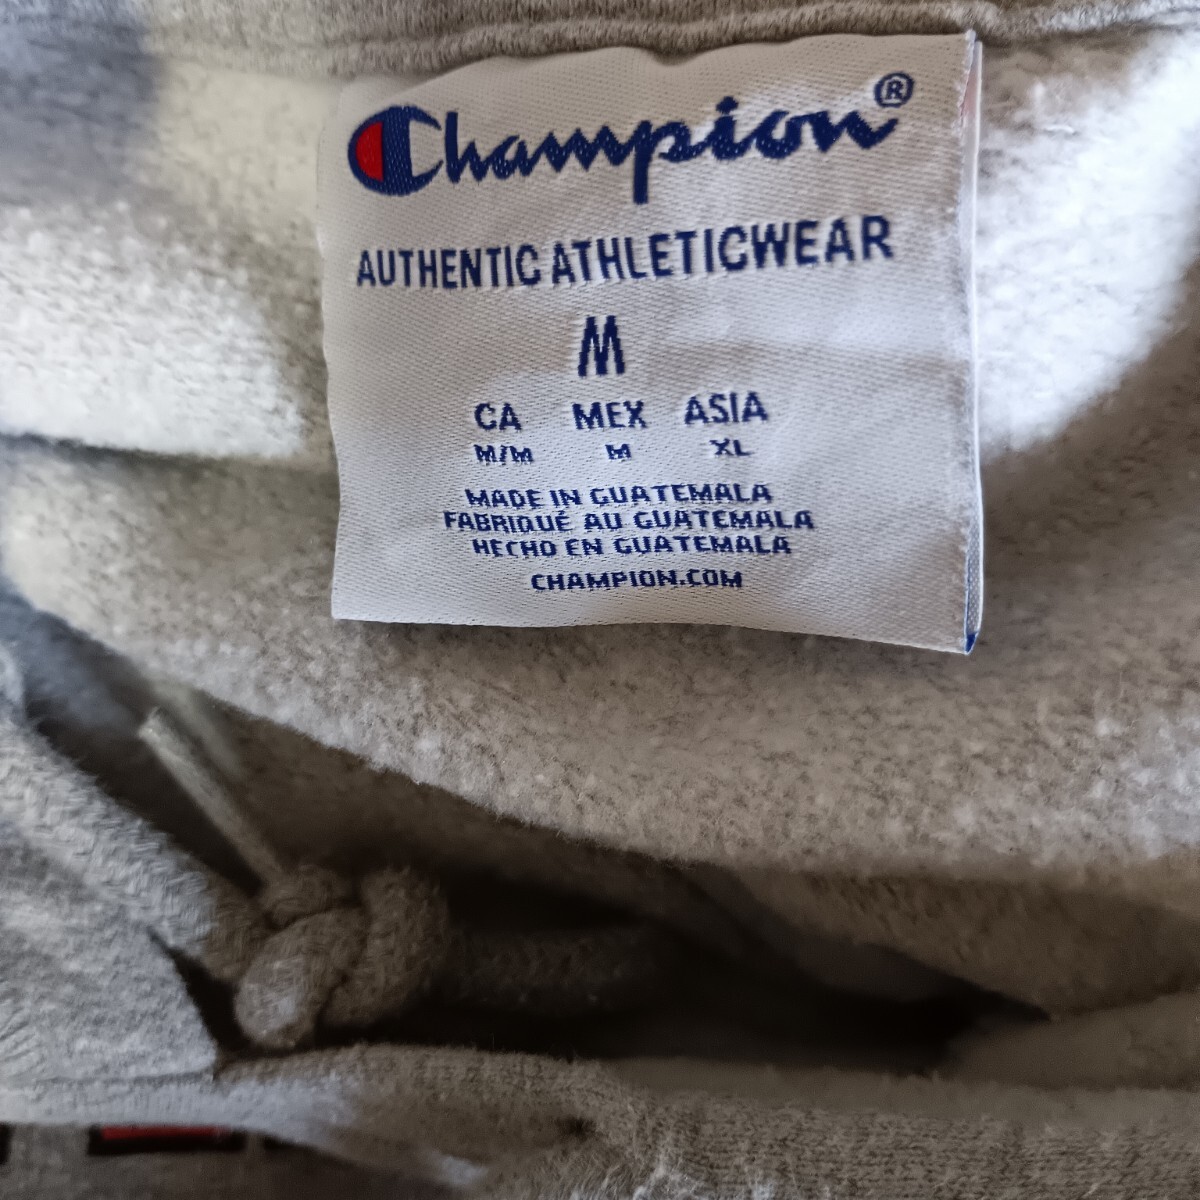 Champion®
AUTHENTIC ATHLETICWEAR
M
CA MEX ASIA
M/M M XL
MADE IN GUATEMALA
FABRIQUÉ AU GUATEMALA
HECHO EN GUATEMALA
CHAMPION.COM